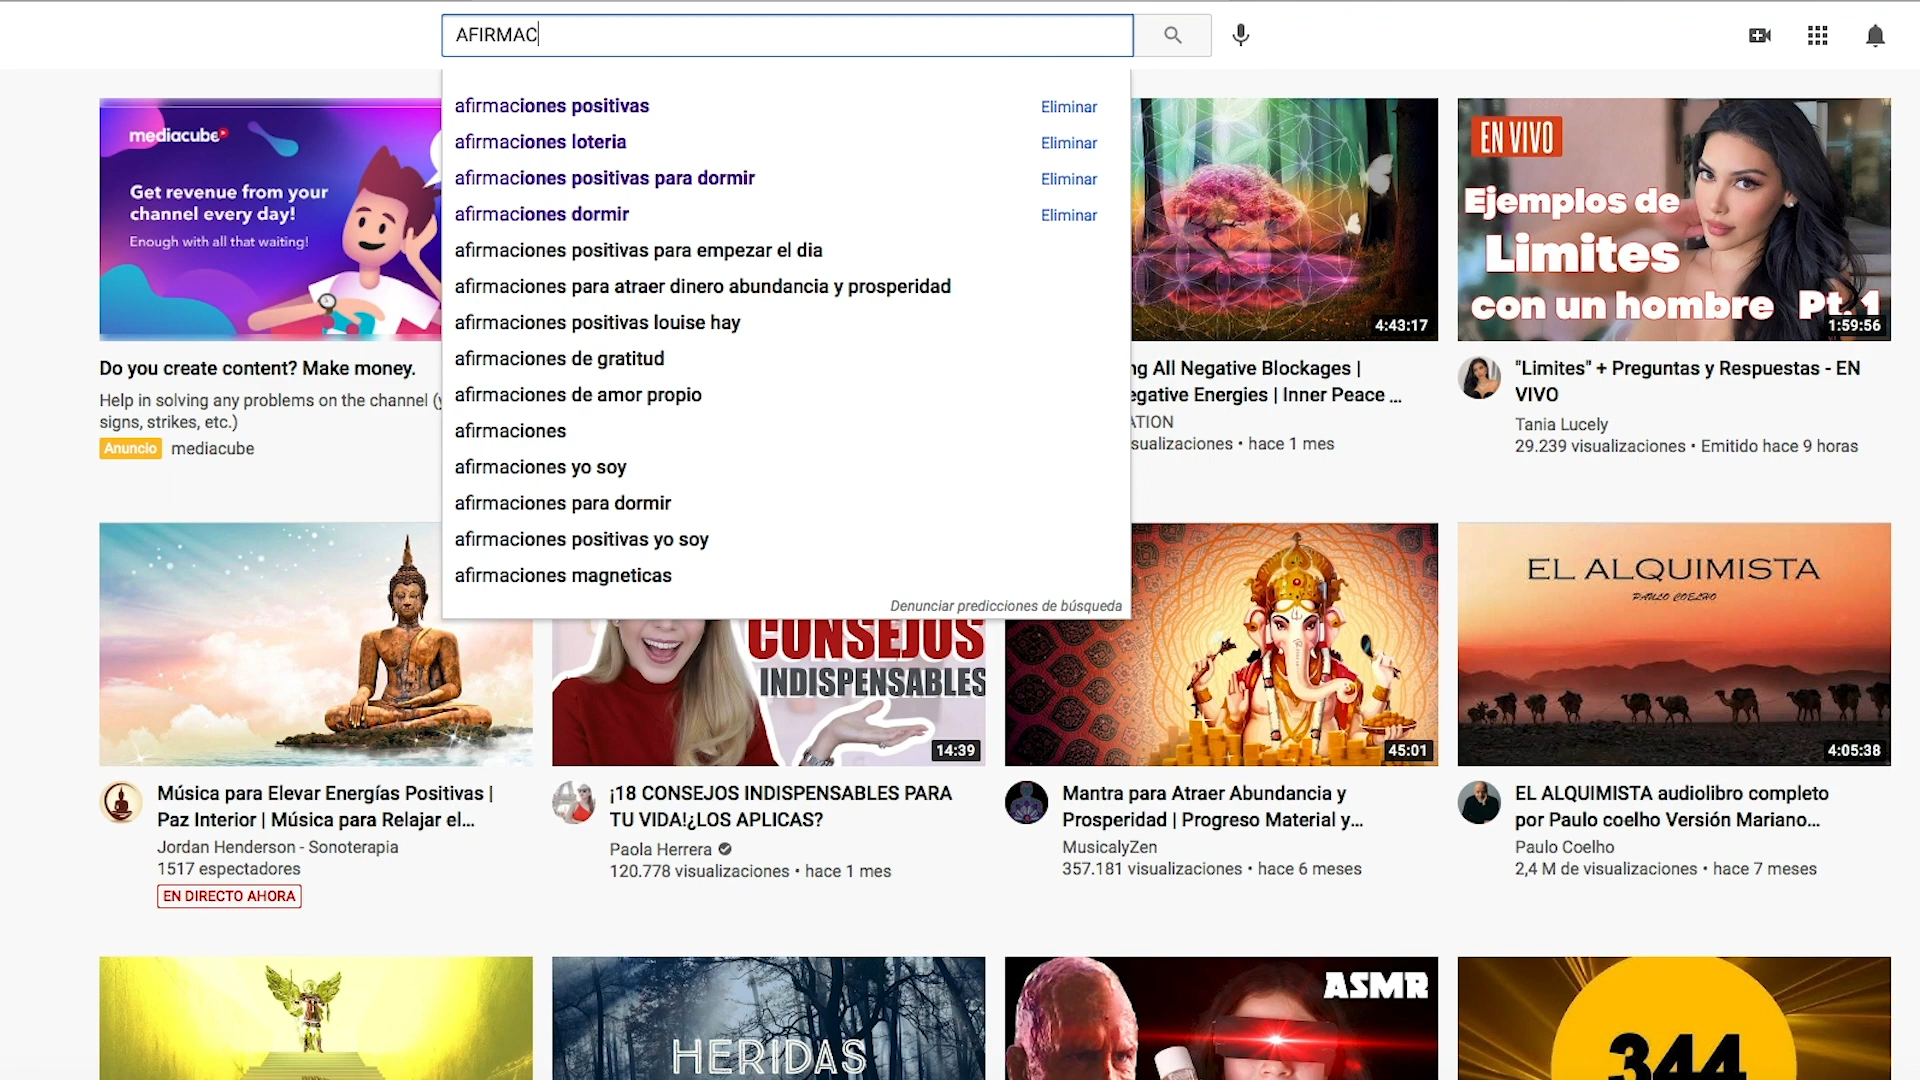 AFIRMAC
afirmaciones positivas Eliminar
afirmaciones loteria Eliminar
afirmaciones positivas para dormir Eliminar
afirmaciones dormir Eliminar
afirmaciones positivas para empezar el dia
afirmaciones para atraer dinero abundancia y prosperidad
afirmaciones positivas louise hay
afirmaciones de gratitud
afirmaciones de amor propio
afirmaciones
afirmaciones yo soy
afirmaciones para dormir
afirmaciones positivas yo soy
afirmaciones magneticas
Denunciar predicciones de búsqueda
mediacube
Get revenue from your
channel every day!
Enough with all that waiting!
Do you create content? Make money.
Help in solving any problems on the channel
signs, strikes, etc.)
Anuncio mediacube
4:43:17
ng All Negative Blockages |
egative Energies | Inner Peace ...
ATION
sualizaciones • hace 1 mes
EN VIVO
Ejemplos de
Limites
con un hombre Pt. 1
1:59:56
"Limites" + Preguntas y Respuestas - EN
VIVO
Tania Lucely
29.239 visualizaciones • Emitido hace 9 horas
Música para Elevar Energías Positivas |
Paz Interior | Música para Relajar el...
Jordan Henderson - Sonoterapia
1517 espectadores
EN DIRECTO AHORA
CONSEJOS
INDISPENSABLES
14:39
¡18 CONSEJOS INDISPENSABLES PARA
TU VIDA!¿LOS APLICAS?
Paola Herrera
120.778 visualizaciones • hace 1 mes
45:01
Mantra para Atraer Abundancia y
Prosperidad | Progreso Material y...
MusicalyZen
357.181 visualizaciones • hace 6 meses
EL ALQUIMISTA
PAULO COELHO
4:05:38
EL ALQUIMISTA audiolibro completo
por Paulo coelho Versión Mariano...
Paulo Coelho
2,4 M de visualizaciones • hace 7 meses
HERIDAS
ASMR
344